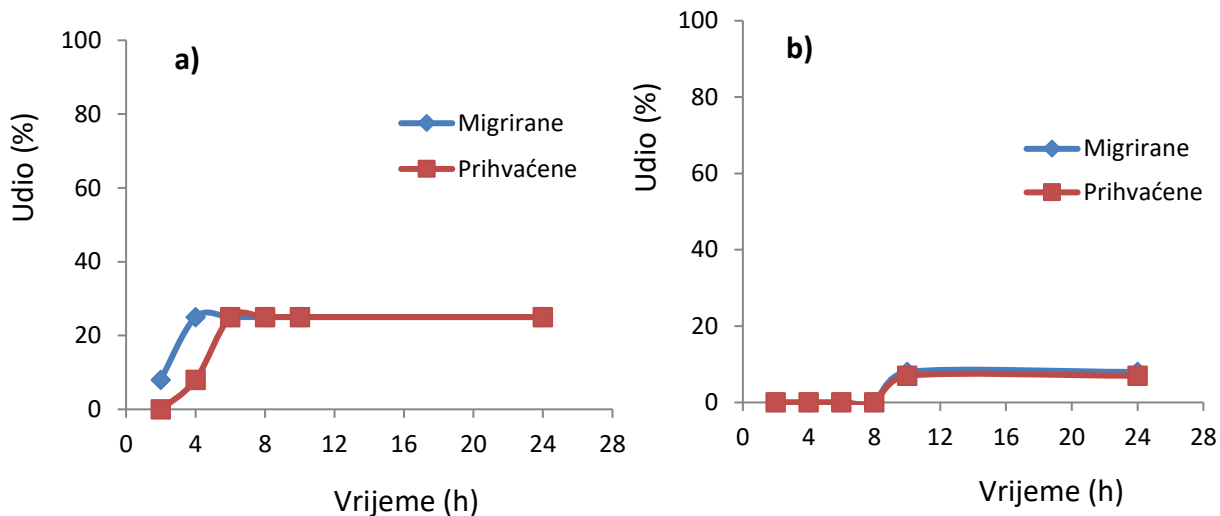 a)
Udio (%)
100
80
60
40
20
0
Migrirane
Prihvaćene
0 4 8 12 16 20 24 28
Vrijeme (h)
b)
Udio (%)
100
80
60
40
20
0
Migrirane
Prihvaćene
0 4 8 12 16 20 24 28
Vrijeme (h)